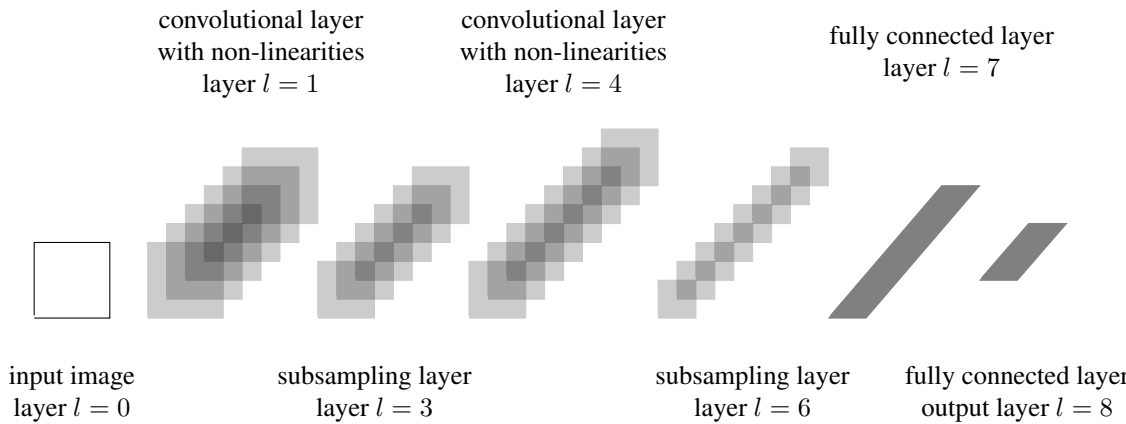 convolutional layer
with non-linearities
layer l = 1
convolutional layer
with non-linearities
layer l = 4
fully connected layer
layer l = 7
input image
layer l = 0
subsampling layer
layer l = 3
subsampling layer
layer l = 6
fully connected layer
output layer l = 8